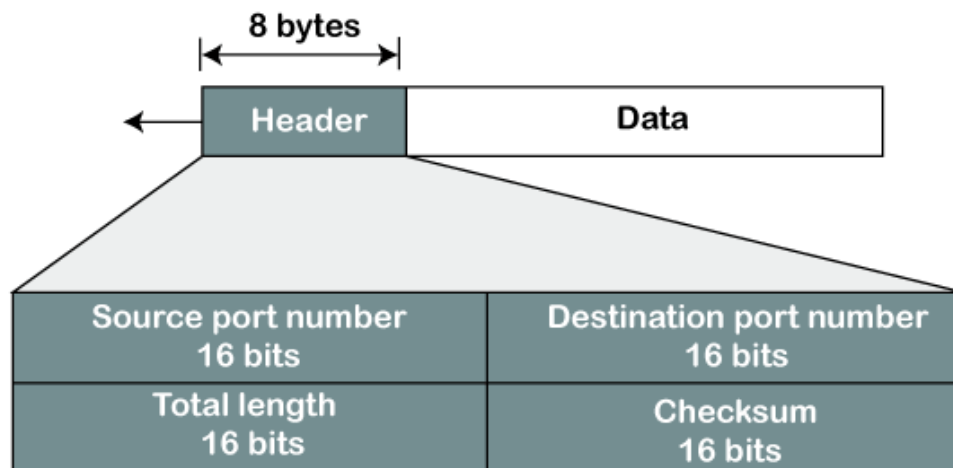 8 bytes
Header
Data
Source port number
16 bits
Destination port number
16 bits
Total length
16 bits
Checksum
16 bits